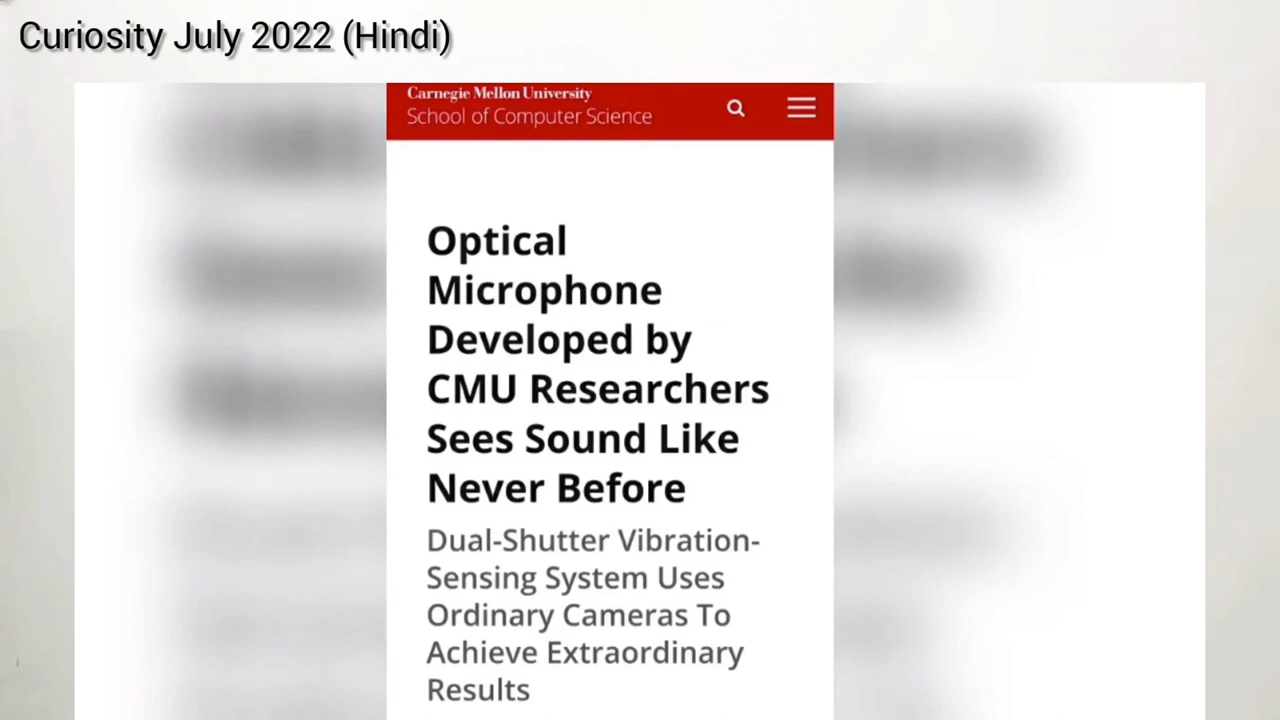 Curiosity July 2022 (Hindi)
Carnegie Mellon University
School of Computer Science
Optical
Microphone
Developed by
CMU Researchers
Sees Sound Like
Never Before
Dual-Shutter Vibration-
Sensing System Uses
Ordinary Cameras To
Achieve Extraordinary
Results